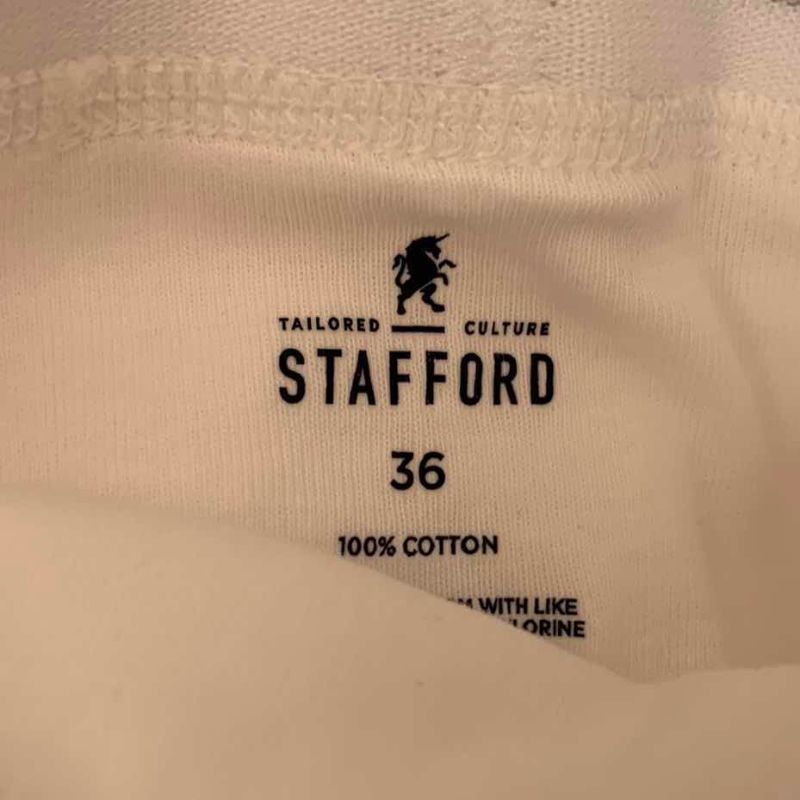 TAILORED CULTURE
STAFFORD
36
100% COTTON
WITH LIKE